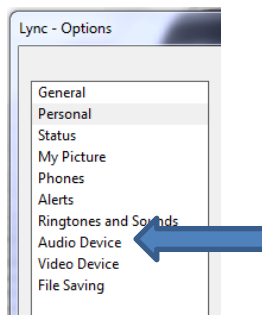 Lync - Options
General
Personal
Status
My Picture
Phones
Alerts
Ringtones and Sounds
Audio Device
Video Device
File Saving